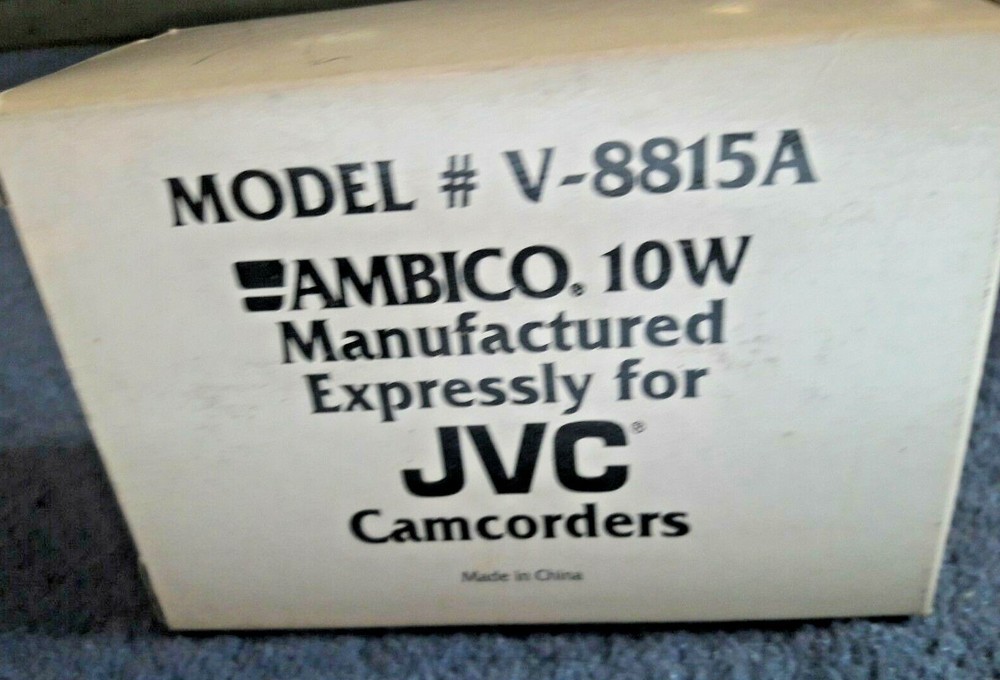 MODEL # V-8815A
AMBICO® 10W
Manufactured
Expressly for
JVC®
Camcorders
Made in China